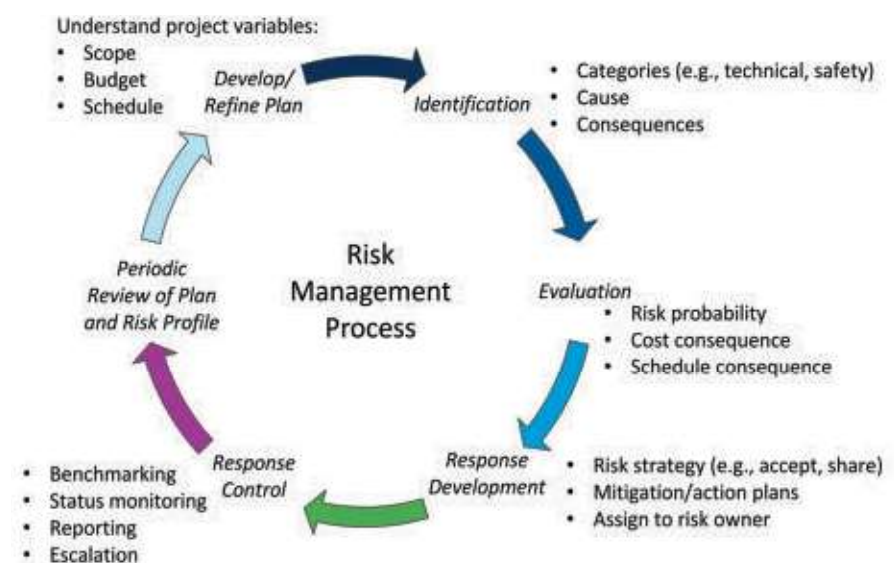 Understand project variables:
• Scope
• Budget
• Schedule
Develop/
Refine Plan
Identification
• Categories (e.g., technical, safety)
• Cause
• Consequences
Evaluation
• Risk probability
• Cost consequence
• Schedule consequence
Response
Development
• Risk strategy (e.g., accept, share)
• Mitigation/action plans
• Assign to risk owner
Response
Control
• Benchmarking
• Status monitoring
• Reporting
• Escalation
Periodic
Review of Plan
and Risk Profile
Risk
Management
Process